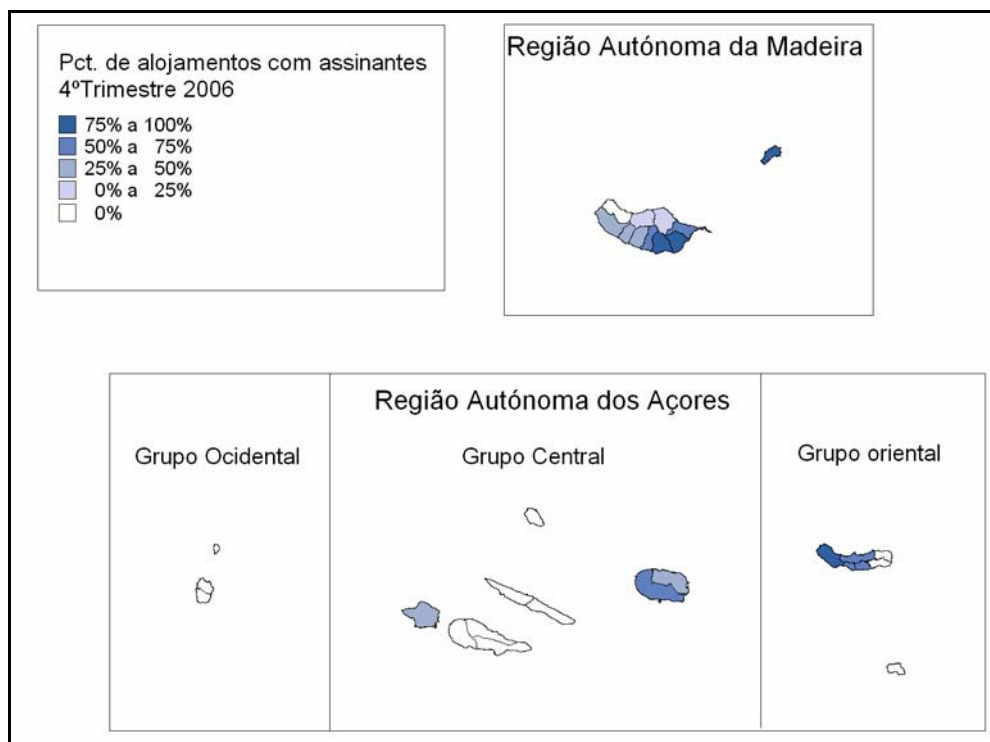 Pct. de alojamentos com assinantes
4ºTrimestre 2006
75% a 100%
50% a 75%
25% a 50%
0% a 25%
0%
Região Autónoma da Madeira
Região Autónoma dos Açores
Grupo Ocidental
Grupo Central
Grupo oriental